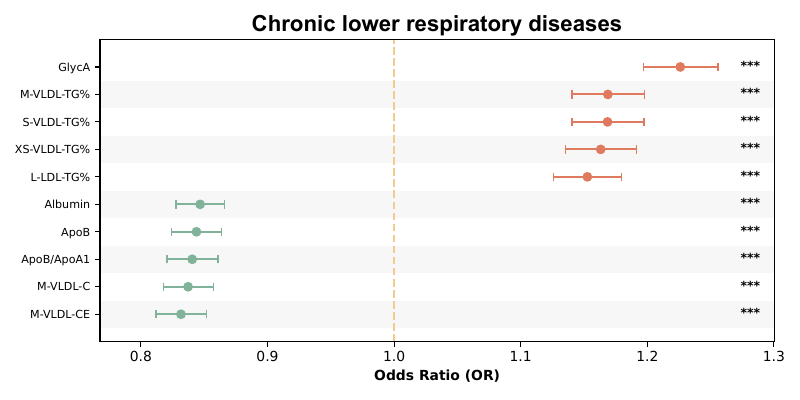 Chronic lower respiratory diseases
GlycA ***
M-VLDL-TG% ***
S-VLDL-TG% ***
XS-VLDL-TG% ***
L-LDL-TG% ***
Albumin ***
ApoB ***
ApoB/ApoA1 ***
M-VLDL-C ***
M-VLDL-CE ***
0.8 0.9 1.0 1.1 1.2 1.3
Odds Ratio (OR)